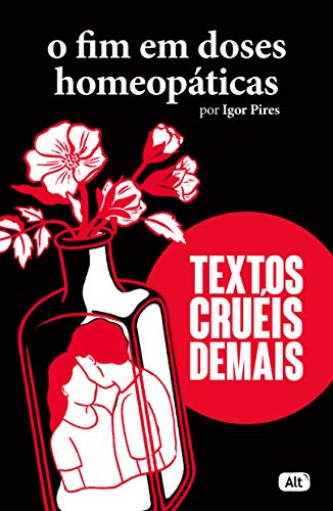 o fim em doses
homeopáticas
por Igor Pires
TEXTOS
CRUÉIS
DEMAIS
Alt